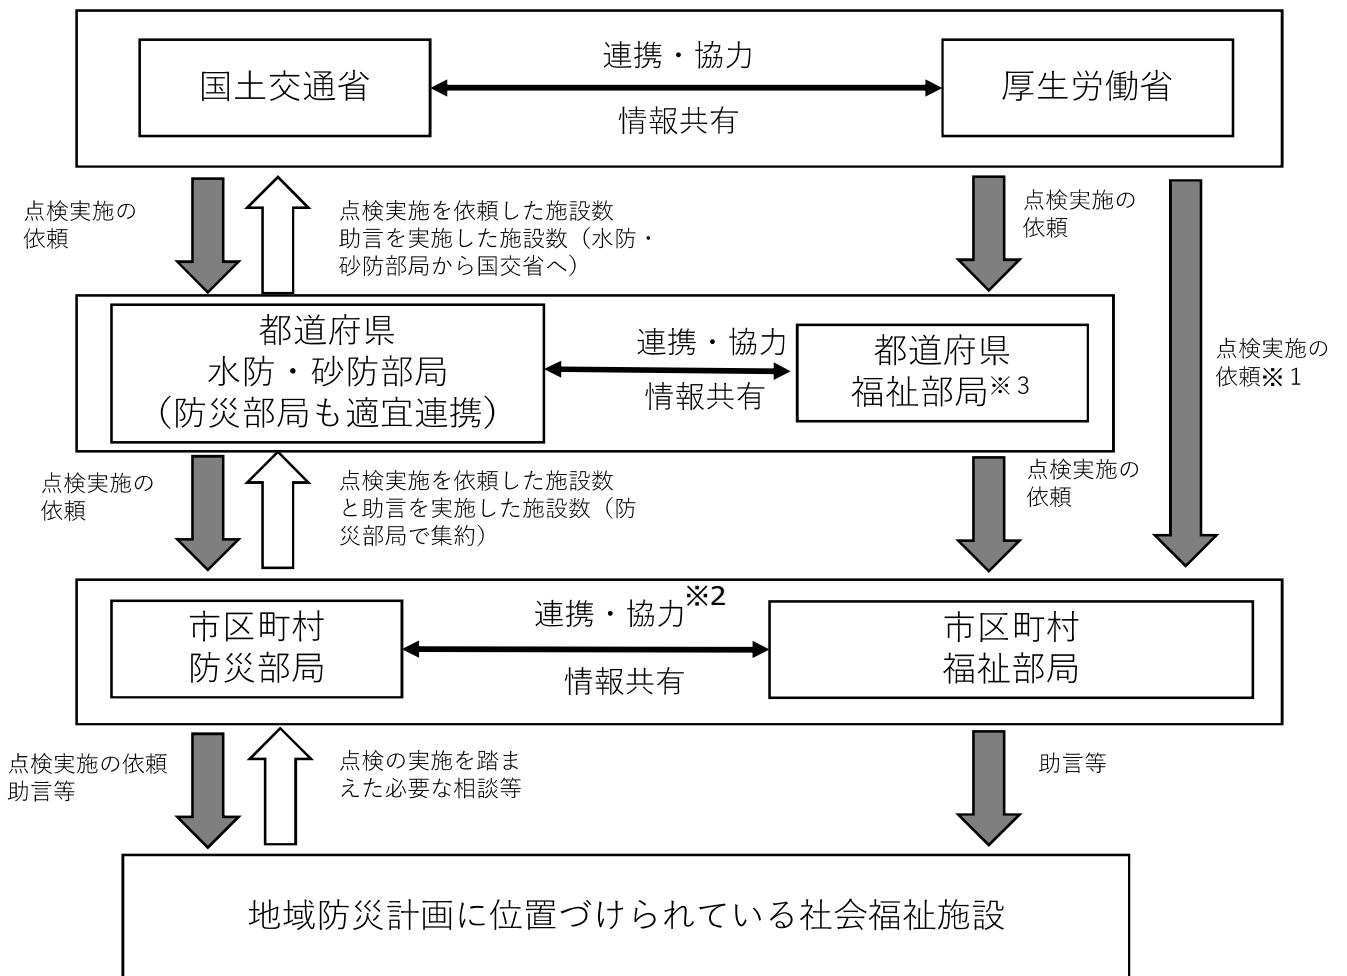 国土交通省
連携・協力
情報共有
厚生労働省
点検実施の
依頼
点検実施を依頼した施設数
助言を実施した施設数（水防・
砂防部局から国交省へ）
点検実施の
依頼
点検実施の
依頼※１
都道府県
水防・砂防部局
（防災部局も適宜連携）
連携・協力
情報共有
都道府県
福祉部局※３
点検実施の
依頼
点検実施を依頼した施設数
と助言を実施した施設数（防
災部局で集約）
点検実施の
依頼
市区町村
防災部局
連携・協力※2
情報共有
市区町村
福祉部局
点検実施の依頼
助言等
点検の実施を踏ま
えた必要な相談等
助言等
地域防災計画に位置づけられている社会福祉施設